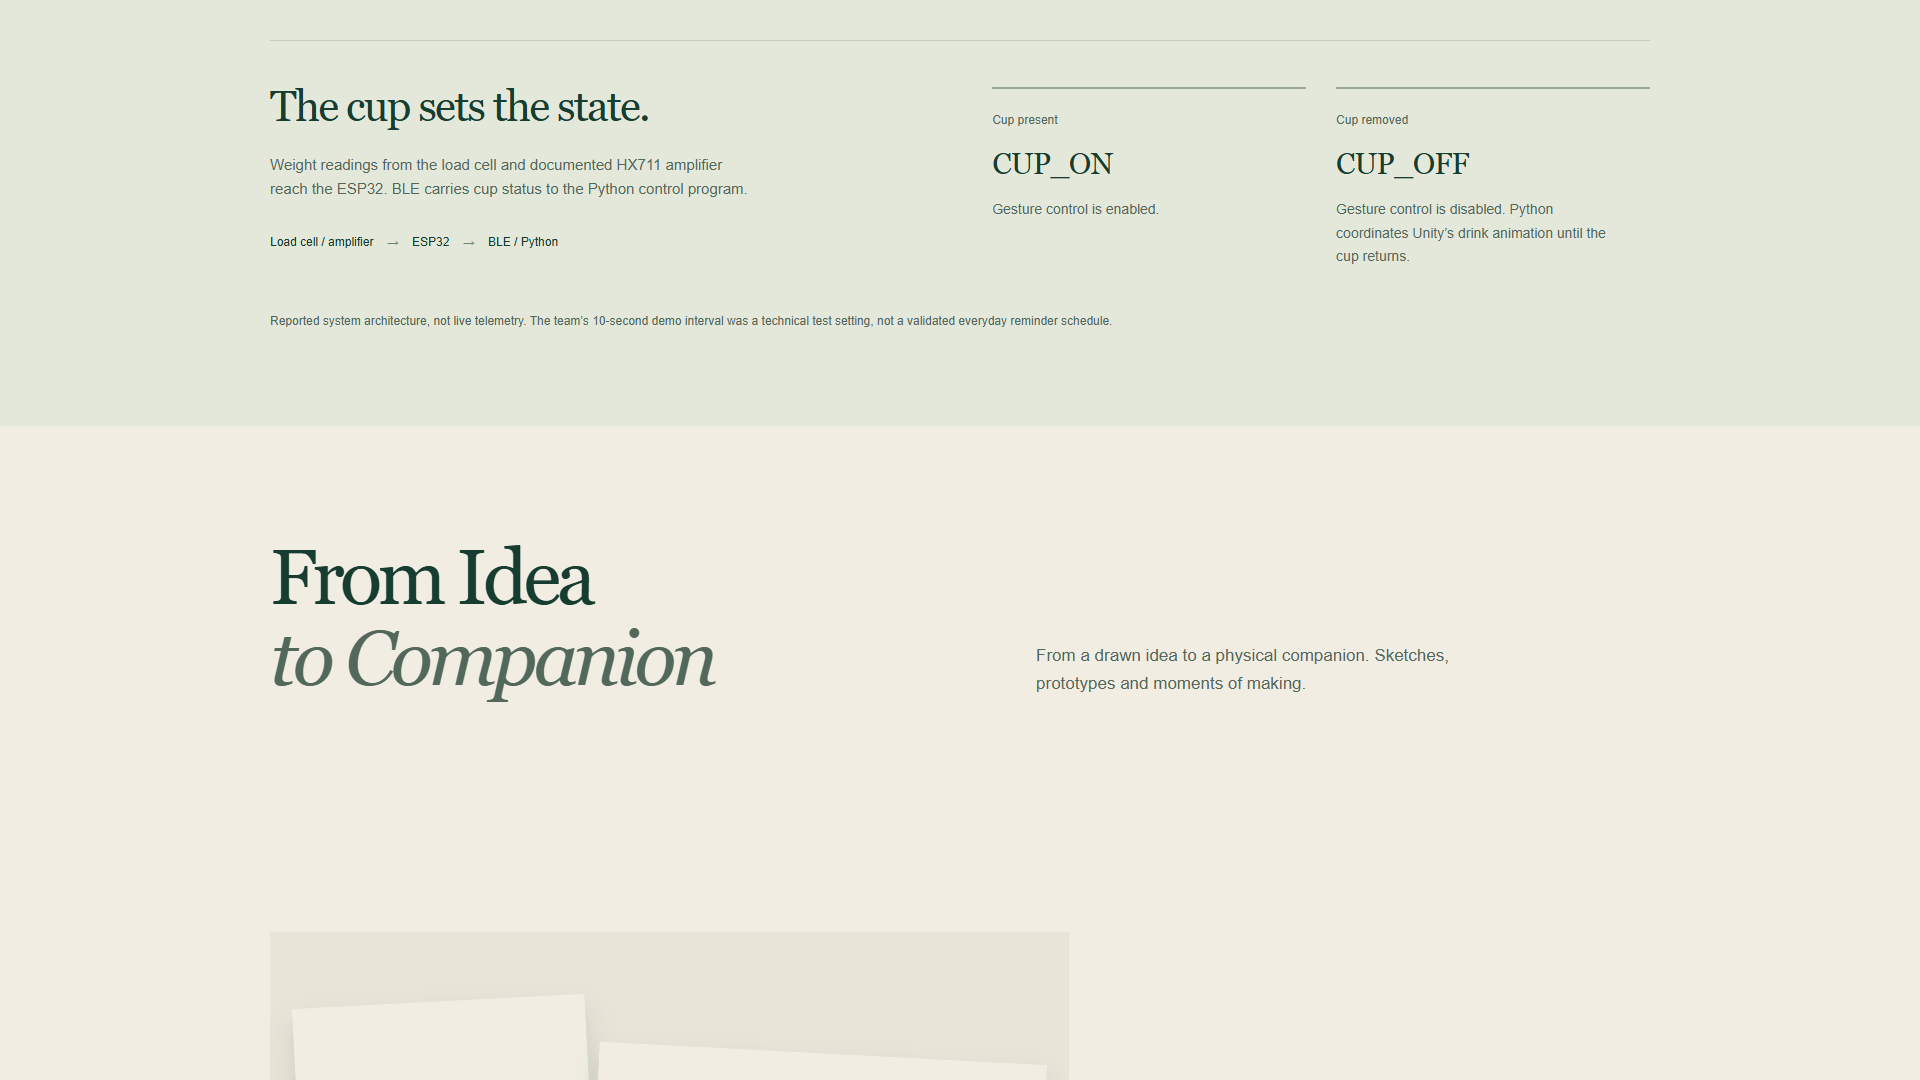 The cup sets the state.
Weight readings from the load cell and documented HX711 amplifier
reach the ESP32. BLE carries cup status to the Python control program.
Load cell / amplifier → ESP32 → BLE / Python
Cup present
CUP_ON
Gesture control is enabled.
Cup removed
CUP_OFF
Gesture control is disabled. Python
coordinates Unity’s drink animation until the
cup returns.
Reported system architecture, not live telemetry. The team’s 10-second demo interval was a technical test setting, not a validated everyday reminder schedule.
From Idea
to Companion
From a drawn idea to a physical companion. Sketches,
prototypes and moments of making.